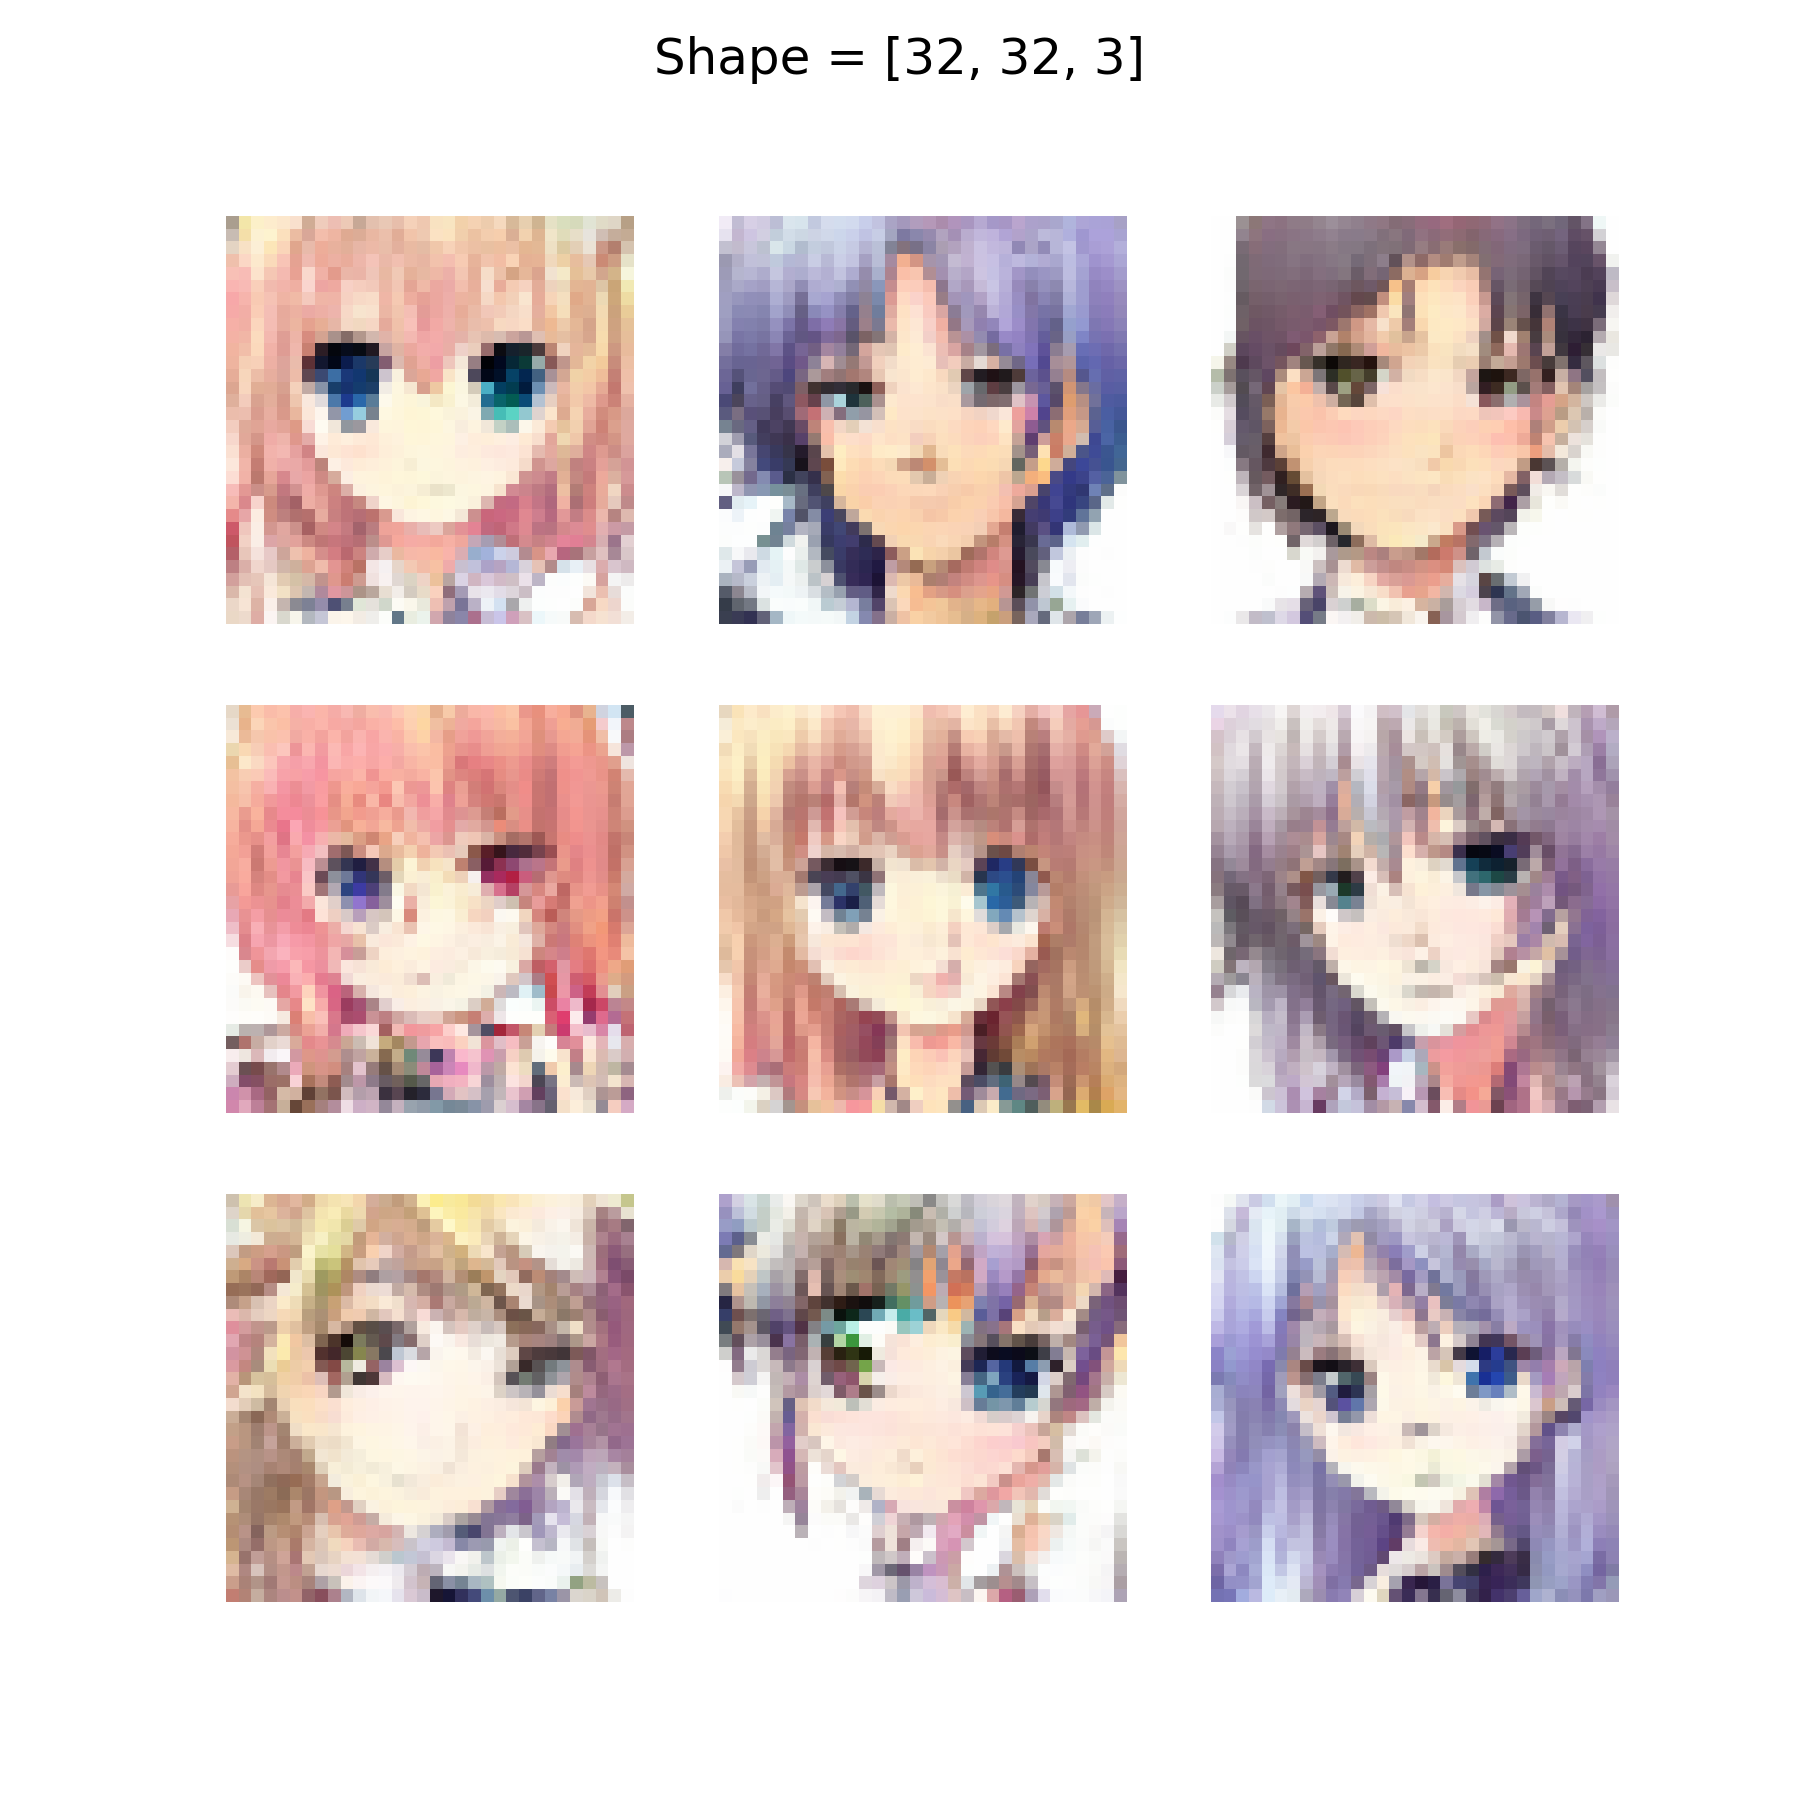 Shape = [32, 32, 3]